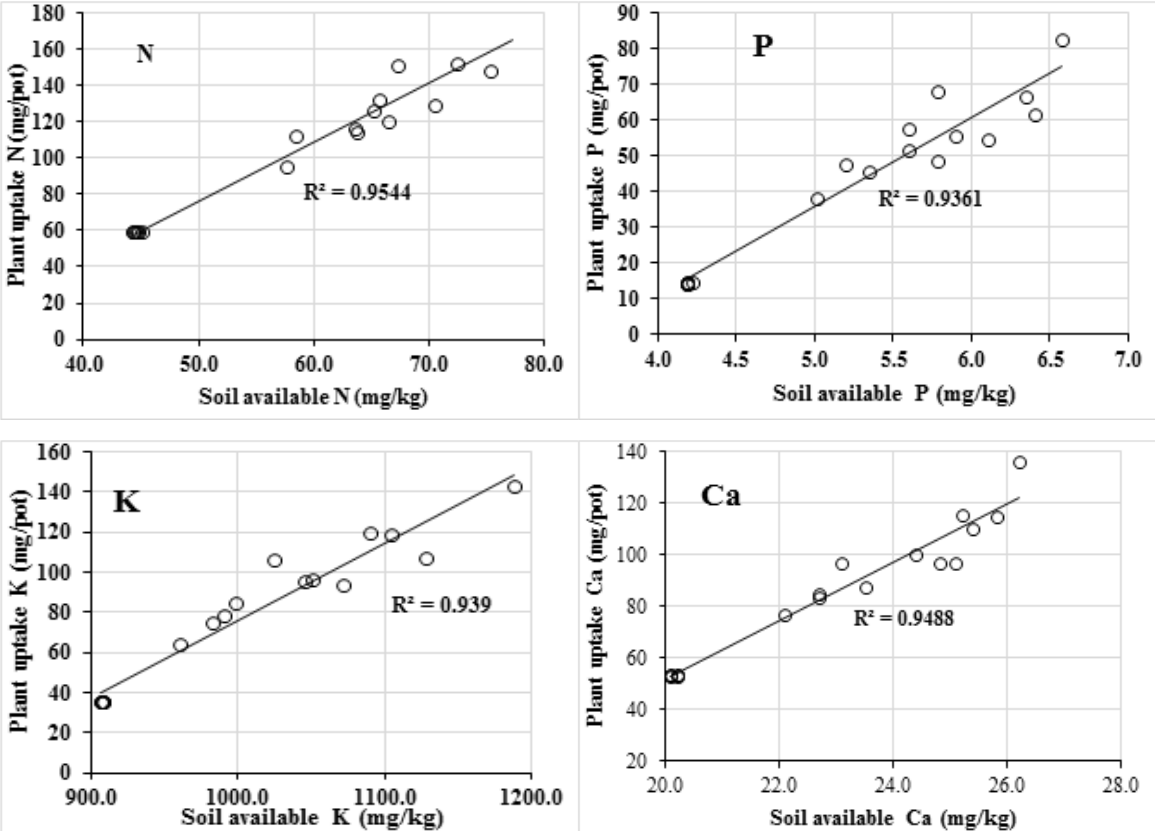 180
160
140
120
100
80
60
40
20
0
Plant uptake N (mg/pot)
N
R² = 0.9544
40.0 50.0 60.0 70.0 80.0
Soil available N (mg/kg)
90
80
70
60
50
40
30
20
10
0
Plant uptake P (mg/pot)
P
R² = 0.9361
4.0 4.5 5.0 5.5 6.0 6.5 7.0
Soil available P (mg/kg)
160
140
120
100
80
60
40
20
0
Plant uptake K (mg/pot)
K
R² = 0.939
900.0 1000.0 1100.0 1200.0
Soil available K (mg/kg)
140
120
100
80
60
40
20
Plant uptake Ca (mg/pot)
Ca
R² = 0.9488
20.0 22.0 24.0 26.0 28.0
Soil available Ca (mg/kg)